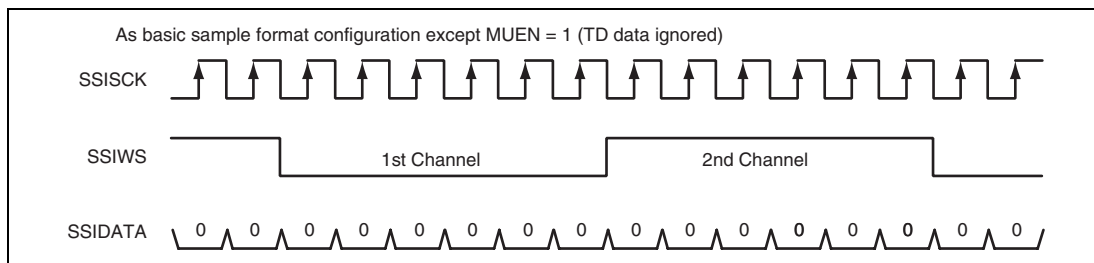 As basic sample format configuration except MUEN = 1 (TD data ignored)
SSISCK
SSIWS
1st Channel
2nd Channel
SSIDATA
0 0 0 0 0 0 0 0 0 0 0 0 0 0 0 0